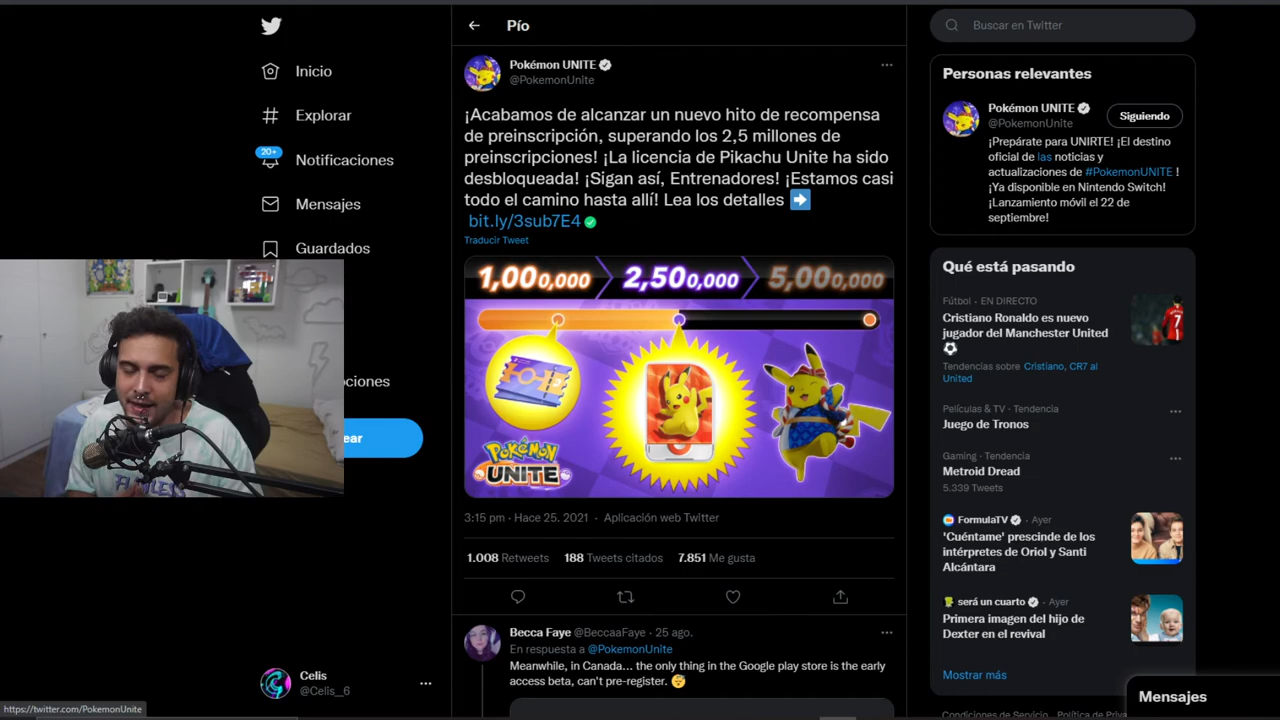 Inicio
Explorar
20+
Notificaciones
Mensajes
Guardados
ciones
ear
Celis
@Celis_6
https://twitter.com/PokemonUnite
Pío
Pokémon UNITE
@PokemonUnite
¡Acabamos de alcanzar un nuevo hito de recompensa
de preinscripción, superando los 2,5 millones de
preinscripciones! ¡La licencia de Pikachu Unite ha sido
desbloqueada! ¡Sigan así, Entrenadores! ¡Estamos casi
todo el camino hasta allí! Lea los detalles
bit.ly/3sub7E4
Traducir Tweet
1,000,000
2,500,000
5,000,000
POKÉMON
UNITE
3:15 pm · Hace 25. 2021 · Aplicación web Twitter
1.008 Retweets 188 Tweets citados 7.851 Me gusta
Becca Faye @BeccaaFaye · 25 ago.
En respuesta a @PokemonUnite
Meanwhile, in Canada... the only thing in the Google play store is the early
access beta, can't pre-register.
Buscar en Twitter
Personas relevantes
Pokémon UNITE
@PokemonUnite
Siguiendo
¡Prepárate para UNIRTE! ¡El destino
oficial de las noticias y
actualizaciones de #PokemonUNITE !
¡Ya disponible en Nintendo Switch!
¡Lanzamiento móvil el 22 de
septiembre!
Qué está pasando
Fútbol · EN DIRECTO
Cristiano Ronaldo es nuevo
jugador del Manchester United
Tendencias sobre Cristiano, CR7 al
United
Películas & TV · Tendencia
Juego de Tronos
Gaming · Tendencia
Metroid Dread
5.339 Tweets
FormulaTV · Ayer
'Cuéntame' prescinde de los
intérpretes de Oriol y Santi
Alcántara
será un cuarto · Ayer
Primera imagen del hijo de
Dexter en el revival
Mostrar más
Mensajes
Condiciones de Servicio Política de Priva